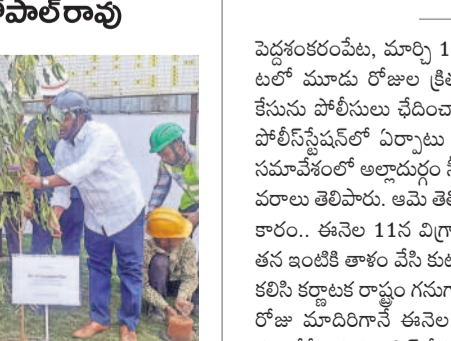 పాల్‌రావు
పెద్దశంకరంపేట, మార్చి 1
టలో మూడు రోజుల క్రిత
కేసును పోలీసులు ఛేదించా
పోలీస్‌స్టేషన్‌లో ఏర్పాటు
సమావేశంలో అల్లాదుర్గం సీ
వరాలు తెలిపారు. ఆమె తెలి
కారం.. ఈనెల 11న విగ్రా
తన ఇంటికి తాళం వేసి కుటు
కలిసి కర్ణాటక రాష్ట్రం గనుగా
రోజు మాదిరిగానే ఈనెల